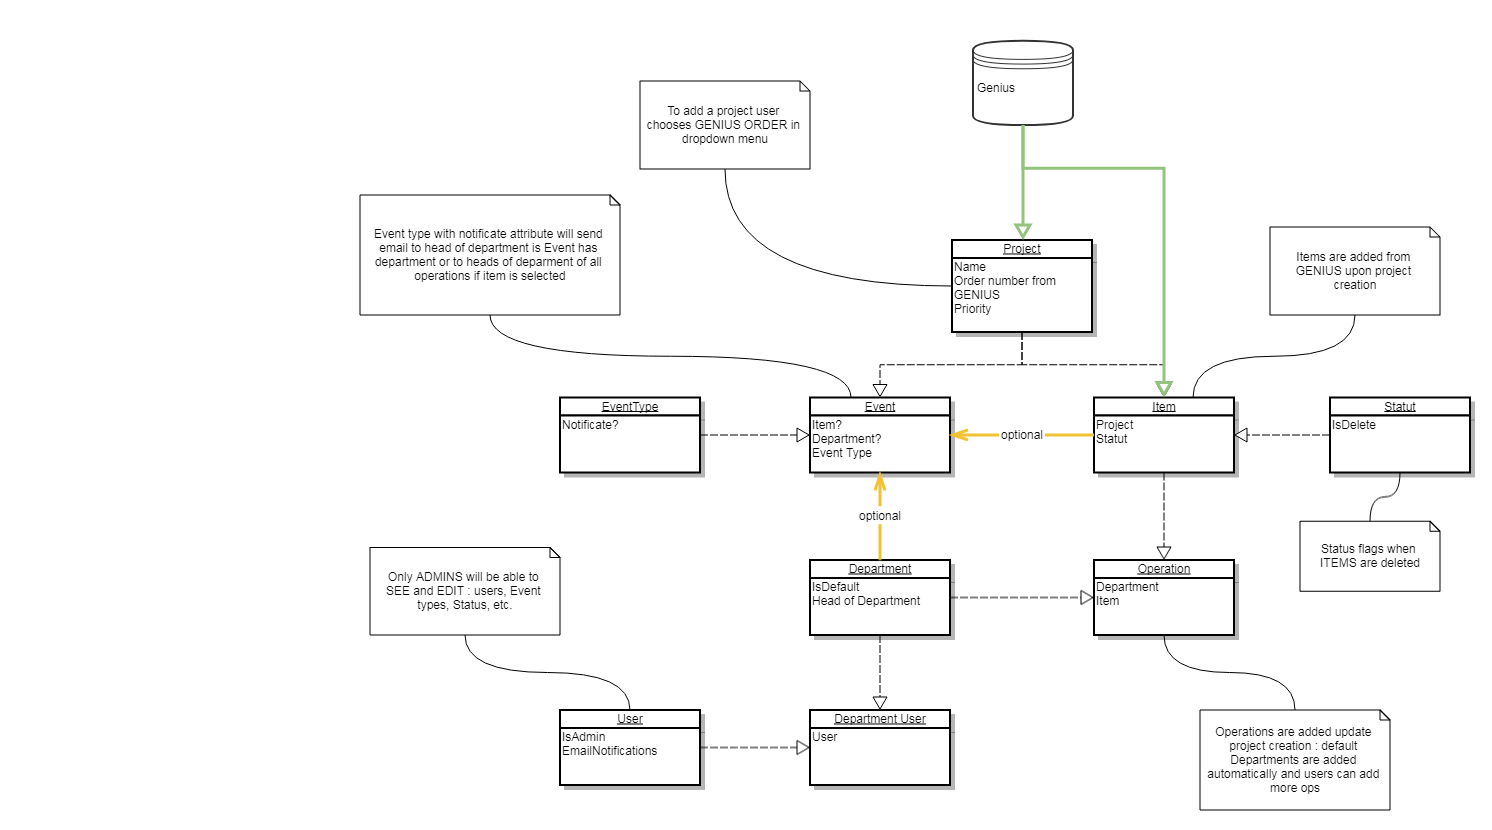 Genius
To add a project user
chooses GENIUS ORDER in
dropdown menu
Event type with notificate attribute will send
email to head of department is Event has
department or to heads of deparment of all
operations if item is selected
Project
Name
Order number from
GENIUS
Priority
Items are added from
GENIUS upon project
creation
EventType
Notificate?
Event
Item?
Department?
Event Type
optional
Item
Project
Statut
Statut
IsDelete
optional
Status flags when
ITEMS are deleted
Only ADMINS will be able to
SEE and EDIT : users, Event
types, Status, etc.
Department
IsDefault
Head of Department
Operation
Department
Item
User
IsAdmin
EmailNotifications
Department User
User
Operations are added update
project creation : default
Departments are added
automatically and users can add
more ops